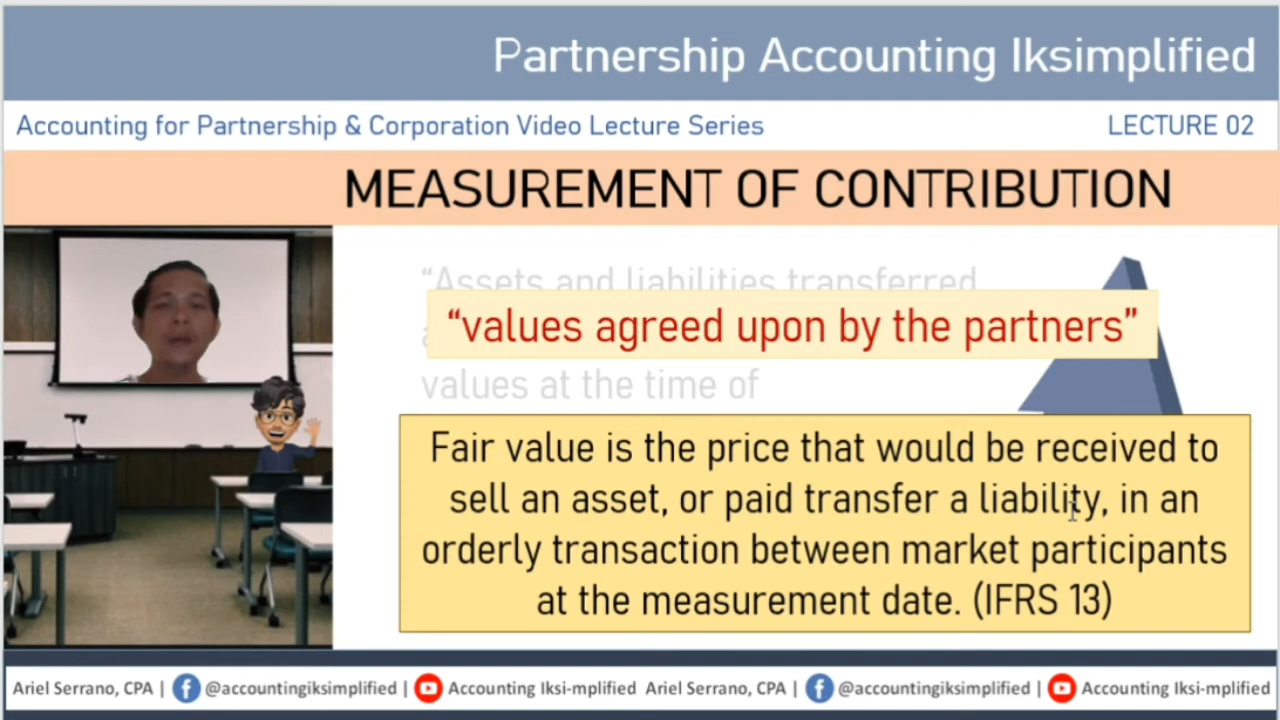 Partnership Accounting Iksimplified
Accounting for Partnership & Corporation Video Lecture Series
LECTURE 02
MEASUREMENT OF CONTRIBUTION
“Assets and liabilities transferred
“values agreed upon by the partners”
values at the time of
Fair value is the price that would be received to
sell an asset, or paid transfer a liability, in an
orderly transaction between market participants
at the measurement date. (IFRS 13)
Ariel Serrano, CPA | @accountingiksimplified | Accounting Iksi-mplified Ariel Serrano, CPA | @accountingiksimplified | Accounting Iksi-mplified